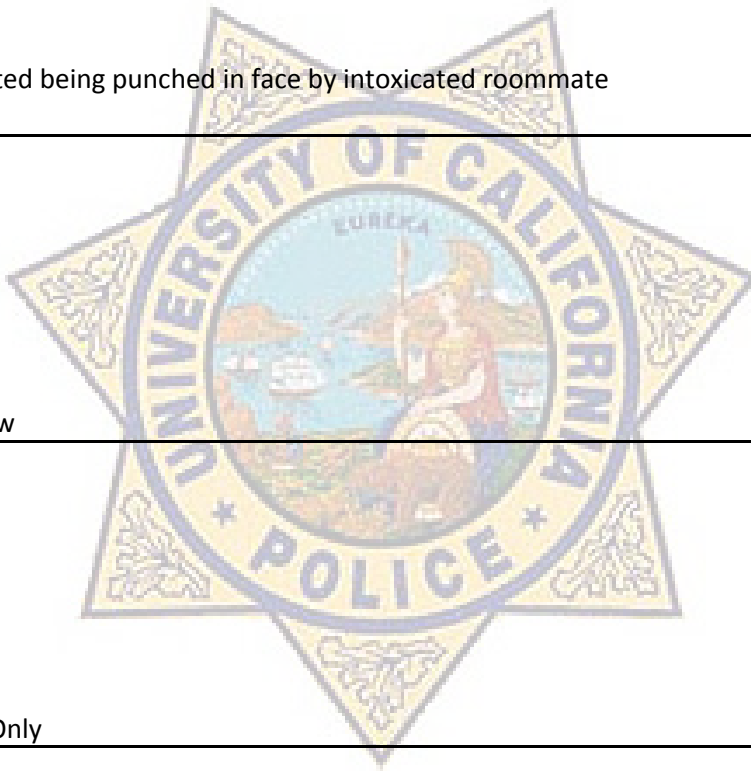 ted being punched in face by intoxicated roommate
UNIVERSITY OF CALIFORNIA
EUREKA
w
POLICE
Only